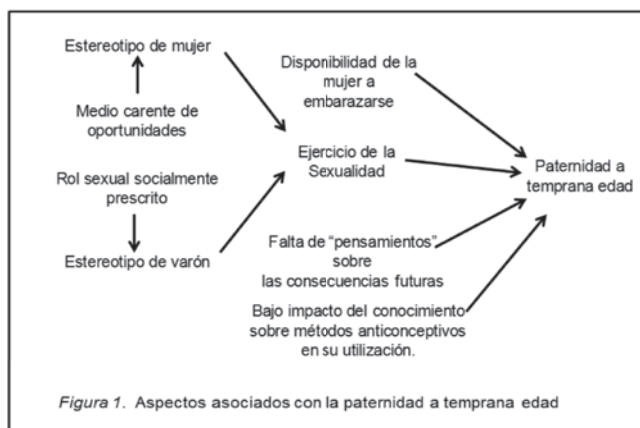 Estereotipo de mujer
Medio carente de
oportunidades
Rol sexual socialmente
prescrito
Estereotipo de varón
Disponibilidad de la
mujer a
embarazarse
Ejercicio de la
Sexualidad
Falta de “pensamientos”
sobre
las consecuencias futuras
Bajo impacto del conocimiento
sobre métodos anticonceptivos
en su utilización.
Paternidad a
temprana edad
Figura 1. Aspectos asociados con la paternidad a temprana edad